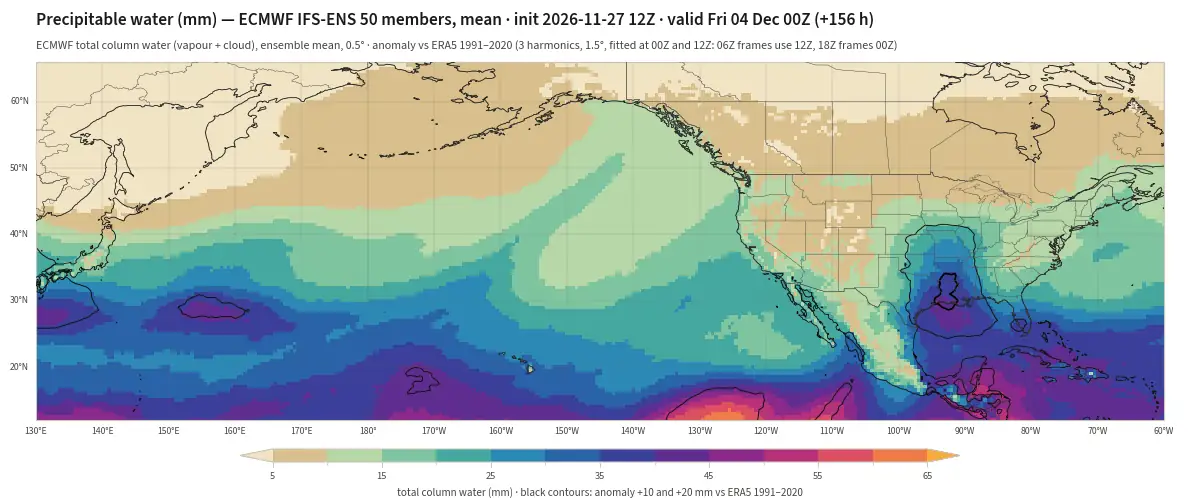 Precipitable water (mm) — ECMWF IFS-ENS 50 members, mean · init 2026-11-27 12Z · valid Fri 04 Dec 00Z (+156 h)
ECMWF total column water (vapour + cloud), ensemble mean, 0.5° · anomaly vs ERA5 1991–2020 (3 harmonics, 1.5°, fitted at 00Z and 12Z: 06Z frames use 12Z, 18Z frames 00Z)
60°N
50°N
40°N
30°N
20°N
130°E 140°E 150°E 160°E 170°E 180° 170°W 160°W 150°W 140°W 130°W 120°W 110°W 100°W 90°W 80°W 70°W 60°W
5 15 25 35 45 55 65
total column water (mm) · black contours: anomaly +10 and +20 mm vs ERA5 1991–2020